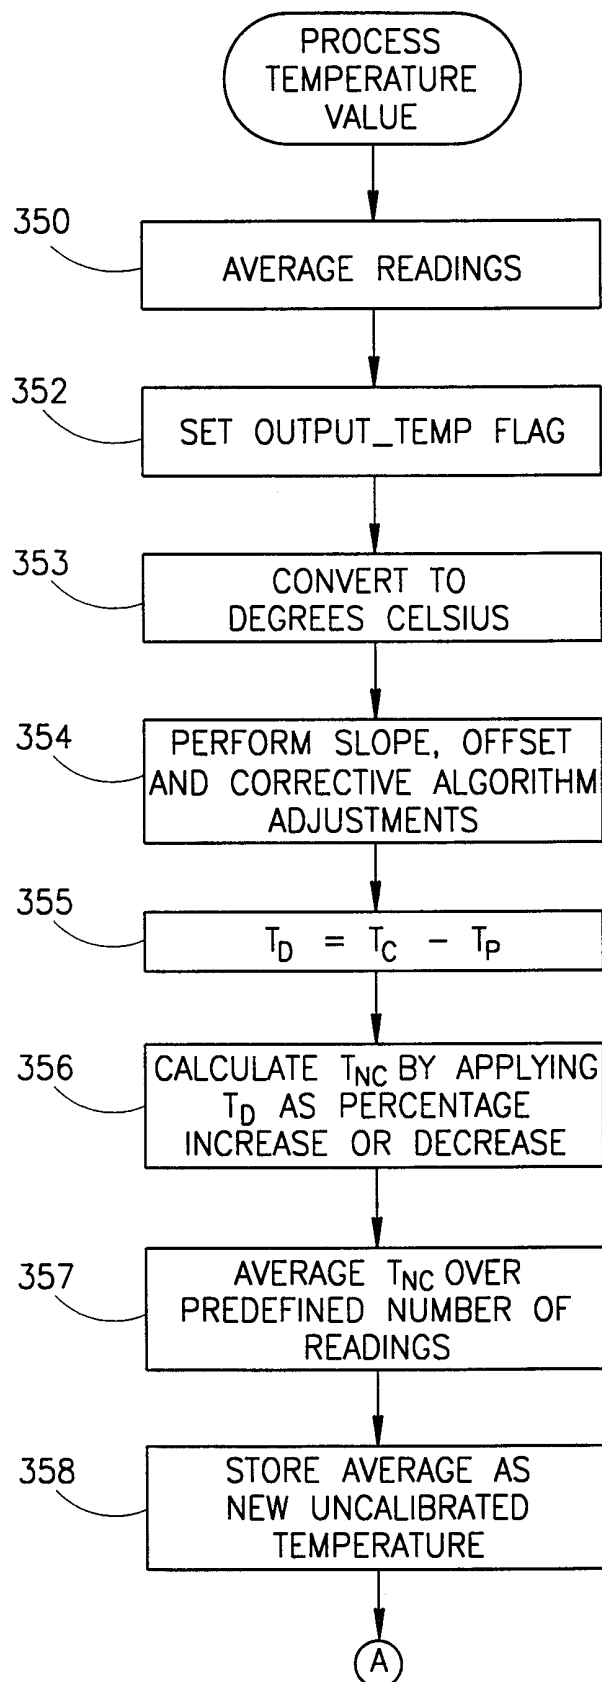 PROCESS
TEMPERATURE
VALUE
350
AVERAGE READINGS
352
SET OUTPUT_TEMP FLAG
353
CONVERT TO
DEGREES CELSIUS
354
PERFORM SLOPE, OFFSET
AND CORRECTIVE ALGORITHM
ADJUSTMENTS
355
TD = TC - TP
356
CALCULATE TNC BY APPLYING
TD AS PERCENTAGE
INCREASE OR DECREASE
357
AVERAGE TNC OVER
PREDEFINED NUMBER OF
READINGS
358
STORE AVERAGE AS
NEW UNCALIBRATED
TEMPERATURE
A